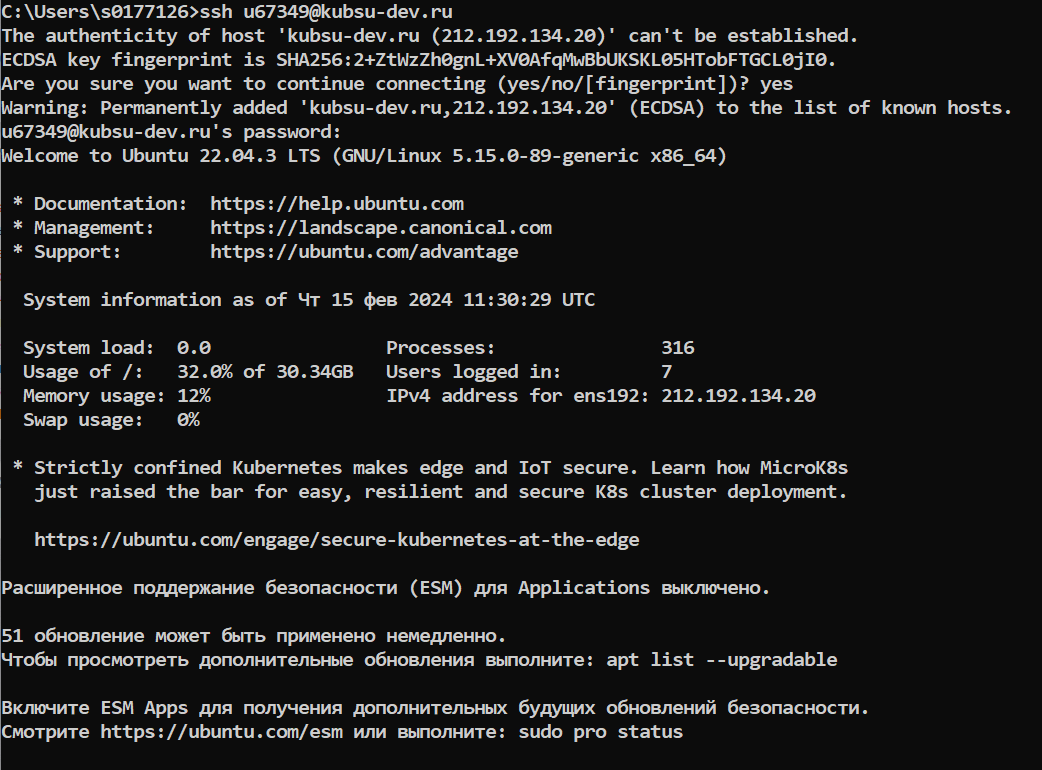 C:\Users\s0177126>ssh u67349@kubsu-dev.ru
The authenticity of host 'kubsu-dev.ru (212.192.134.20)' can't be established.
ECDSA key fingerprint is SHA256:2+ZtWzZh0gnL+XV0AfqMwBbUKSKL05HTobFTGCL0jI0.
Are you sure you want to continue connecting (yes/no/[fingerprint])? yes
Warning: Permanently added 'kubsu-dev.ru,212.192.134.20' (ECDSA) to the list of known hosts.
u67349@kubsu-dev.ru's password:
Welcome to Ubuntu 22.04.3 LTS (GNU/Linux 5.15.0-89-generic x86_64)
* Documentation: https://help.ubuntu.com
* Management: https://landscape.canonical.com
* Support: https://ubuntu.com/advantage
System information as of Чт 15 фев 2024 11:30:29 UTC
System load: 0.0 Processes: 316
Usage of /: 32.0% of 30.34GB Users logged in: 7
Memory usage: 12% IPv4 address for ens192: 212.192.134.20
Swap usage: 0%
* Strictly confined Kubernetes makes edge and IoT secure. Learn how MicroK8s
just raised the bar for easy, resilient and secure K8s cluster deployment.
https://ubuntu.com/engage/secure-kubernetes-at-the-edge
Расширенное поддержание безопасности (ESM) для Applications выключено.
51 обновление может быть применено немедленно.
Чтобы просмотреть дополнительные обновления выполните: apt list --upgradable
Включите ESM Apps для получения дополнительных будущих обновлений безопасности.
Смотрите https://ubuntu.com/esm или выполните: sudo pro status